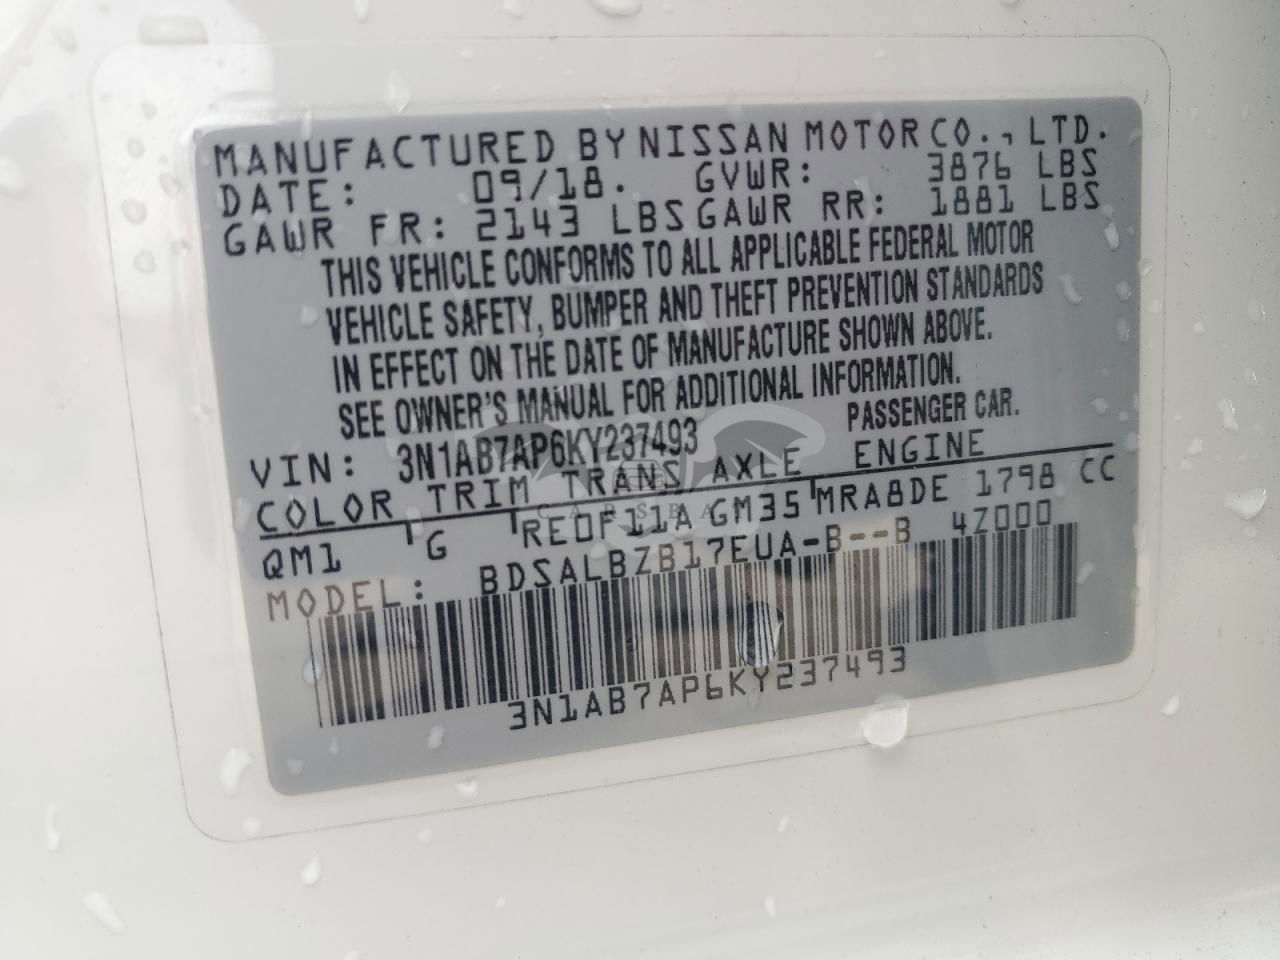 MANUFACTURED BY NISSAN MOTOR CO., LTD.
DATE: 09/18. GVWR: 3876 LBS
GAWR FR: 2143 LBS GAWR RR: 1881 LBS
THIS VEHICLE CONFORMS TO ALL APPLICABLE FEDERAL MOTOR
VEHICLE SAFETY, BUMPER AND THEFT PREVENTION STANDARDS
IN EFFECT ON THE DATE OF MANUFACTURE SHOWN ABOVE.
SEE OWNER'S MANUAL FOR ADDITIONAL INFORMATION.
VIN: 3N1AB7AP6KY237493 PASSENGER CAR.
COLOR TRIM TRANS AXLE ENGINE
QM1 G RE0F11A GM35 MRA8DE 1798 CC
MODEL: BDSALBZB17EUA-B--B 4Z000
3N1AB7AP6KY237493